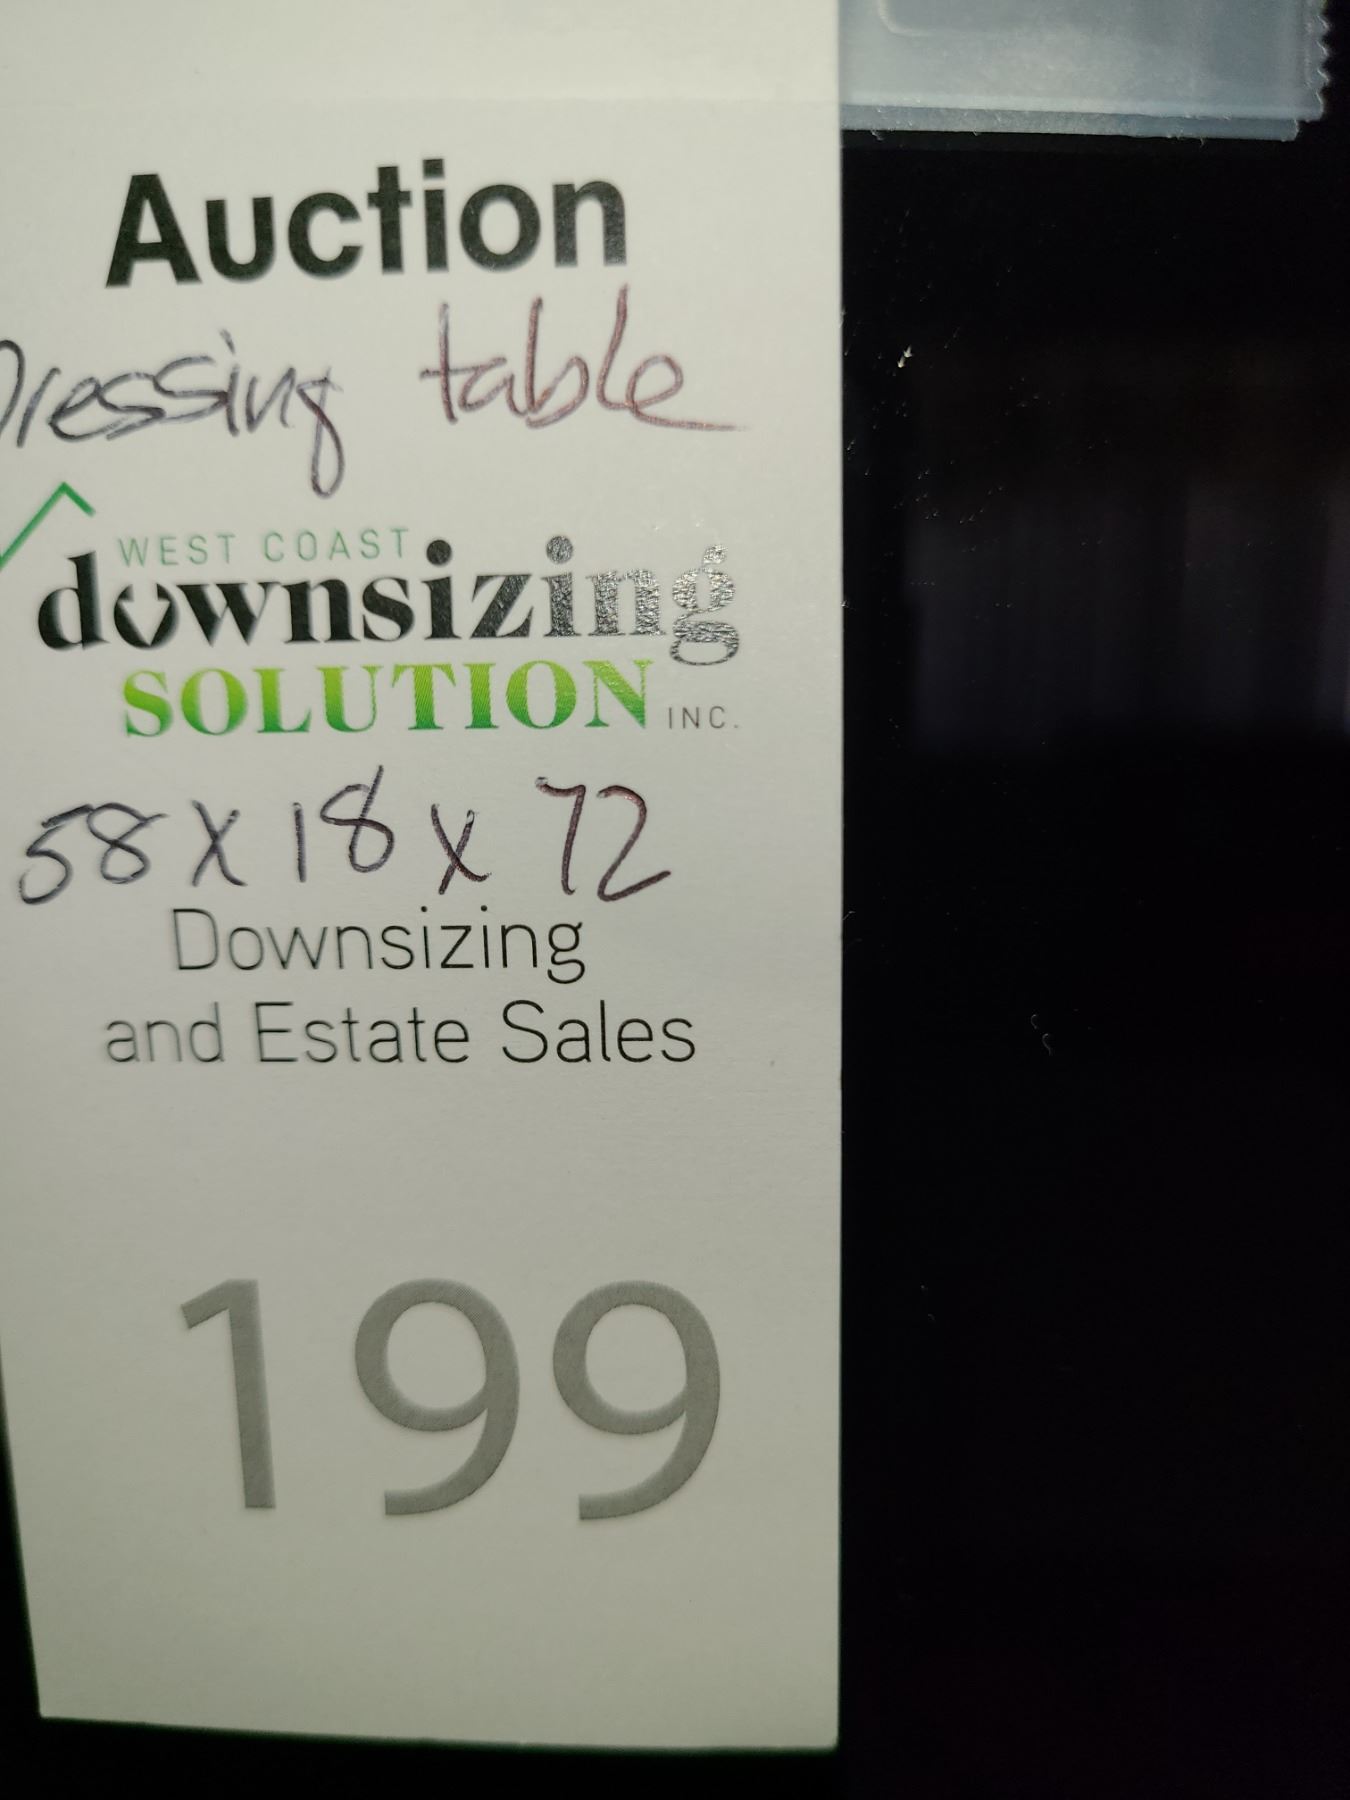 Auction
Dressing table
WEST COAST
downsizing
SOLUTION INC.
58 x 18 x 72
Downsizing
and Estate Sales
199